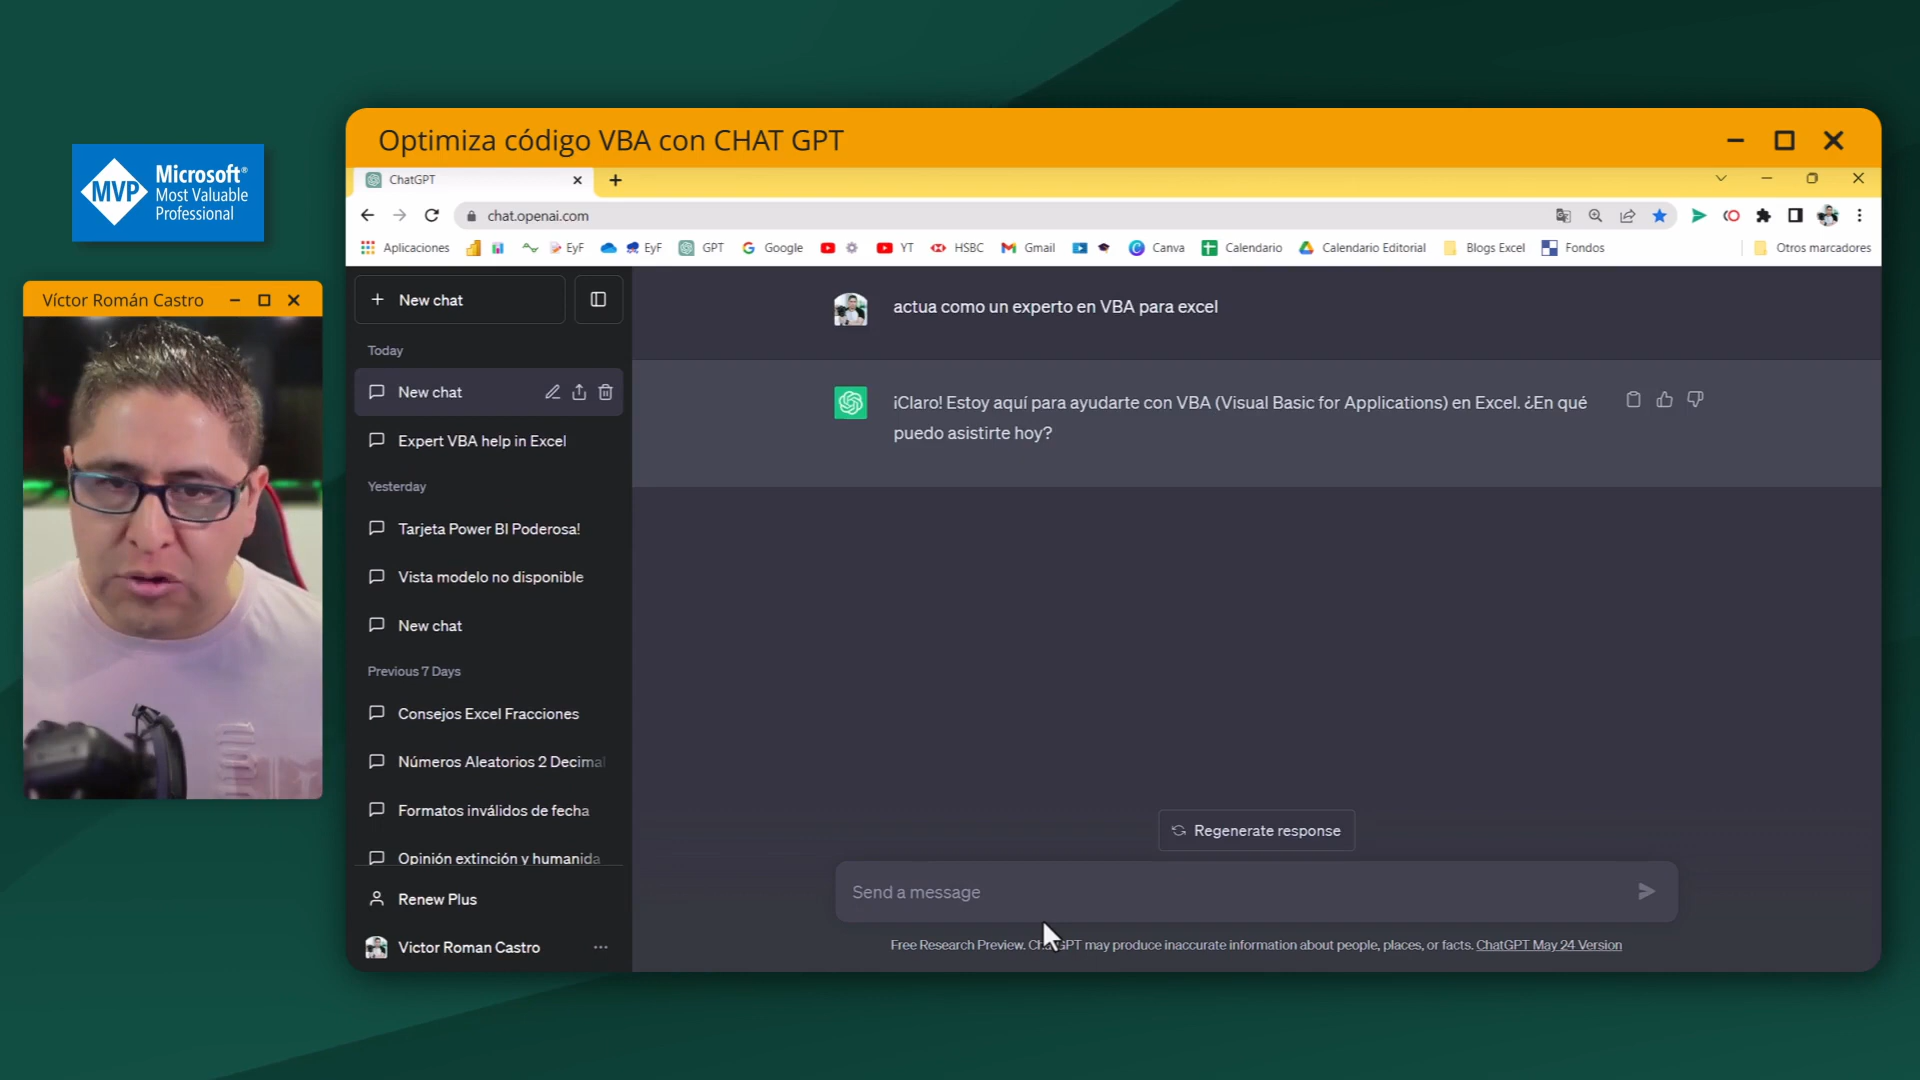 Optimiza código VBA con CHAT GPT
MVP
Microsoft®
Most Valuable
Professional
Víctor Román Castro
ChatGPT
chat.openai.com
Aplicaciones
EyF
EyF
GPT
Google
YT
HSBC
Gmail
Canva
Calendario
Calendario Editorial
Blogs Excel
Fondos
Otros marcadores
New chat
Today
New chat
Expert VBA help in Excel
Yesterday
Tarjeta Power BI Poderosa!
Vista modelo no disponible
New chat
Previous 7 Days
Consejos Excel Fracciones
Números Aleatorios 2 Decimal
Formatos inválidos de fecha
Opinión extinción y humanida
Renew Plus
Victor Roman Castro
actua como un experto en VBA para excel
¡Claro! Estoy aquí para ayudarte con VBA (Visual Basic for Applications) en Excel. ¿En qué
puedo asistirte hoy?
Regenerate response
Send a message
Free Research Preview. ChatGPT may produce inaccurate information about people, places, or facts. ChatGPT May 24 Version